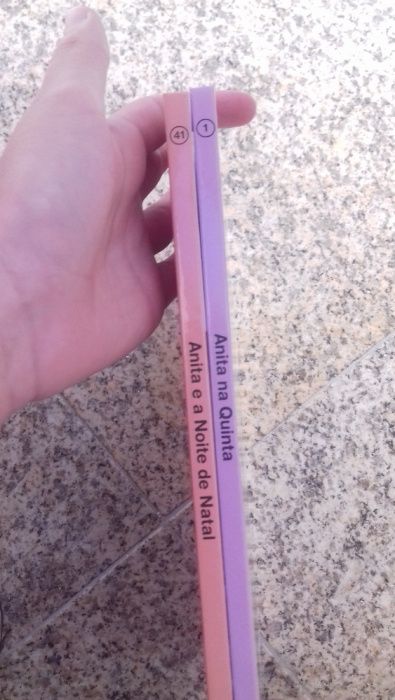 41
Anita e a Noite de Natal
1
Anita na Quinta